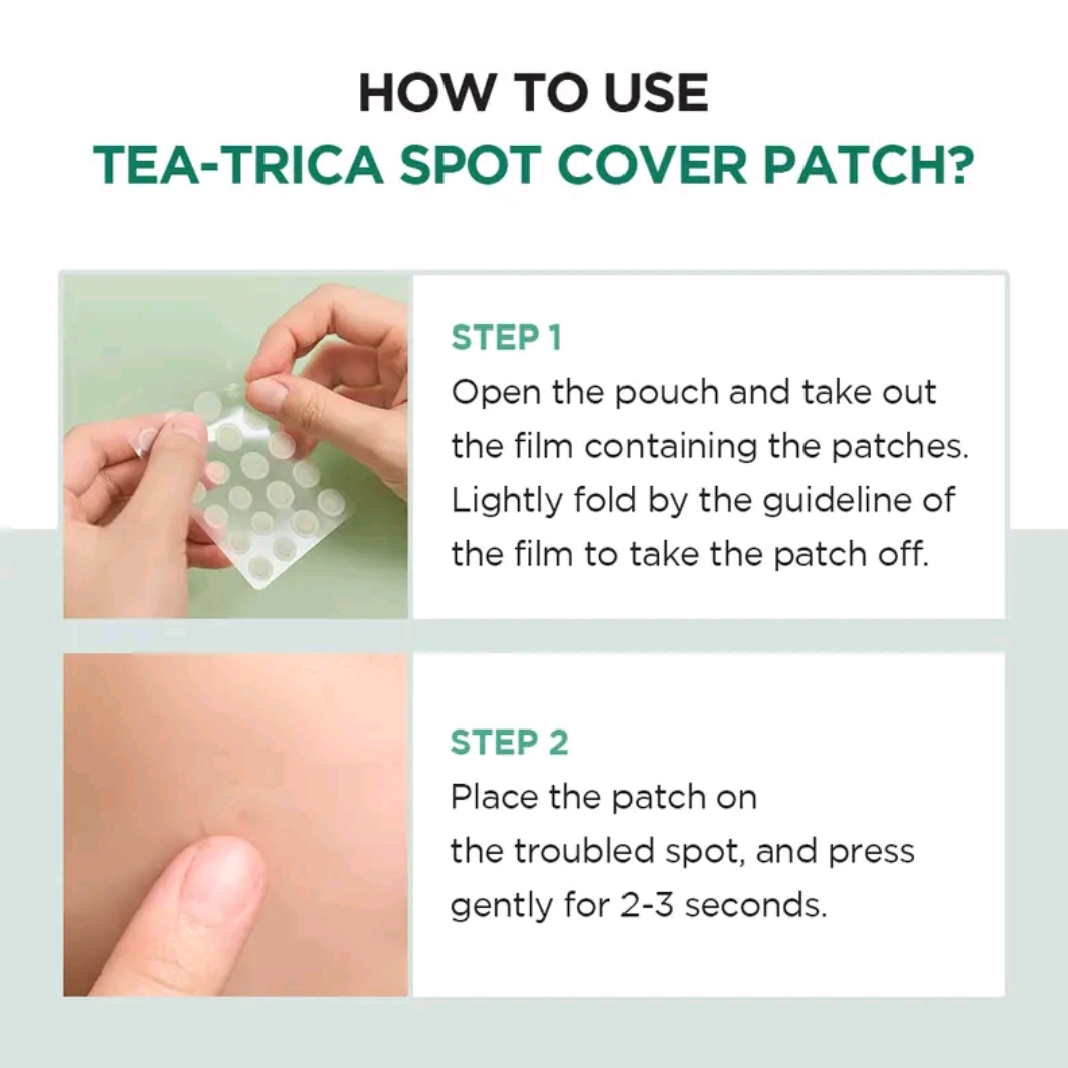 HOW TO USE
TEA-TRICA SPOT COVER PATCH?
STEP 1
Open the pouch and take out
the film containing the patches.
Lightly fold by the guideline of
the film to take the patch off.
STEP 2
Place the patch on
the troubled spot, and press
gently for 2-3 seconds.